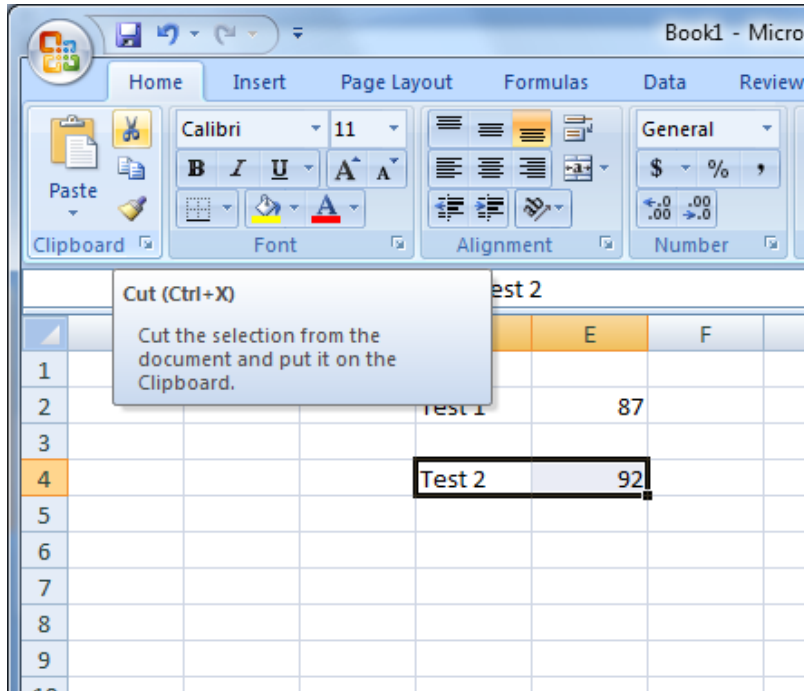 Book1 - Micro
Home Insert Page Layout Formulas Data Review
Calibri 11 General
B I U A A $ % ,
Paste
A .0 .00 .00 .0
Clipboard Font Alignment Number
Cut (Ctrl+X) est 2
Cut the selection from the
document and put it on the
Clipboard.
E F
1
2 Test 1 87
3
4 Test 2 92
5
6
7
8
9